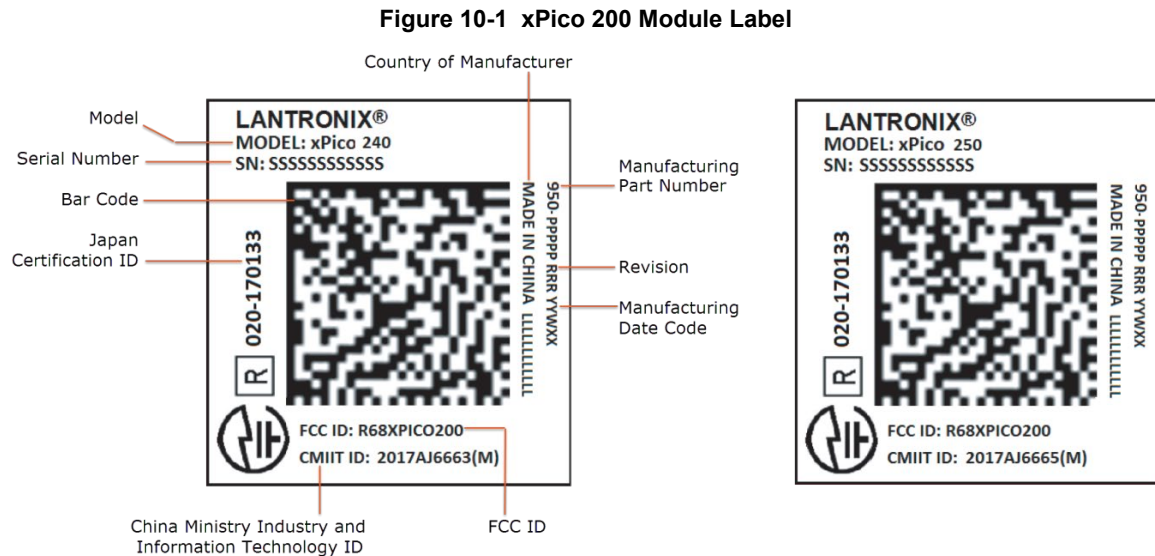 Figure 10-1  xPico 200 Module Label
Country of Manufacturer
Model
Serial Number
Bar Code
Japan
Certification ID
LANTRONIX®
MODEL: xPico 240
SN: SSSSSSSSSSSS
020-170133
R
MADE IN CHINA LLLLLLLLLL
950-PPPPP RRR YYWXX
FCC ID: R68XPICO200
CMIIT ID: 2017AJ6663(M)
Manufacturing
Part Number
Revision
Manufacturing
Date Code
China Ministry Industry and
Information Technology ID
FCC ID
LANTRONIX®
MODEL: xPico 250
SN: SSSSSSSSSSSS
020-170133
R
MADE IN CHINA LLLLLLLLLL
950-PPPPP RRR YYWXX
FCC ID: R68XPICO200
CMIIT ID: 2017AJ6665(M)